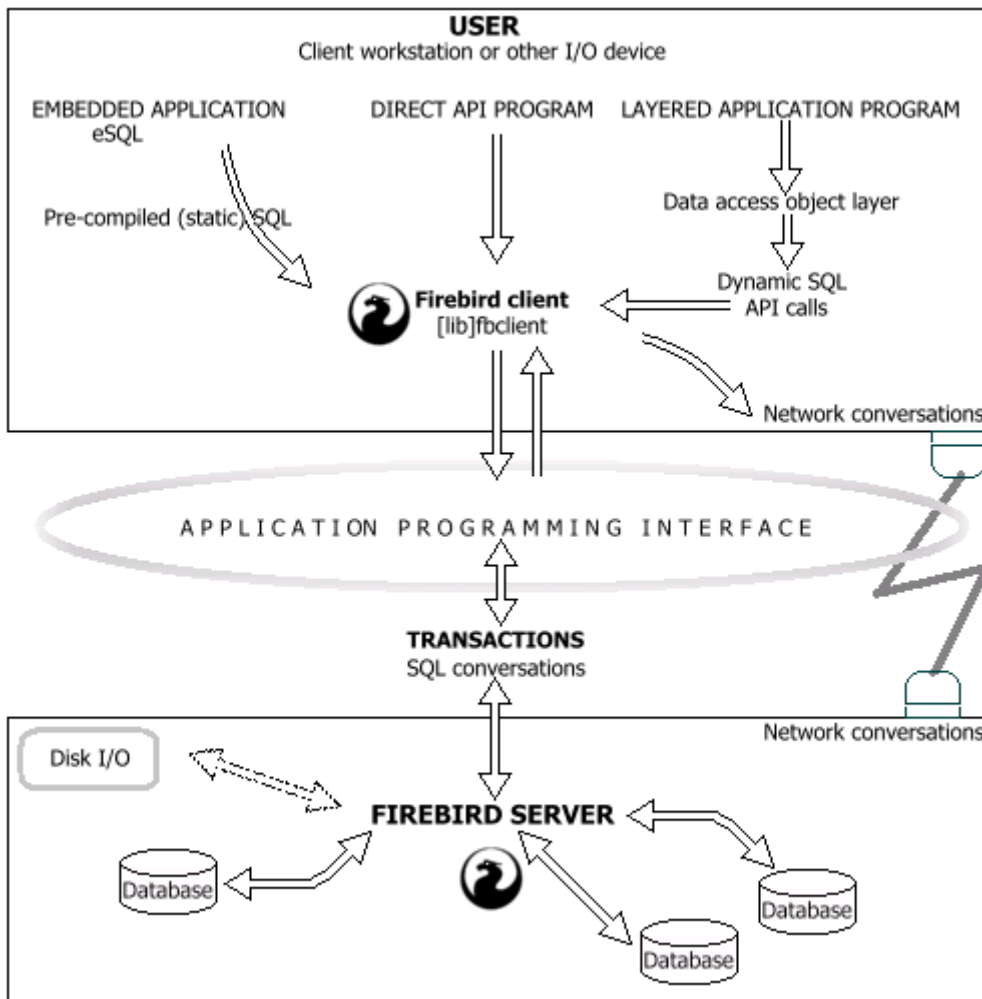 USER
Client workstation or other I/O device
EMBEDDED APPLICATION
eSQL
DIRECT API PROGRAM
LAYERED APPLICATION PROGRAM
Pre-compiled (static) SQL
Data access object layer
Dynamic SQL
API calls
Firebird client
[lib]fbclient
Network conversations
APPLICATION PROGRAMMING INTERFACE
TRANSACTIONS
SQL conversations
Network conversations
Disk I/O
FIREBIRD SERVER
Database
Database
Database